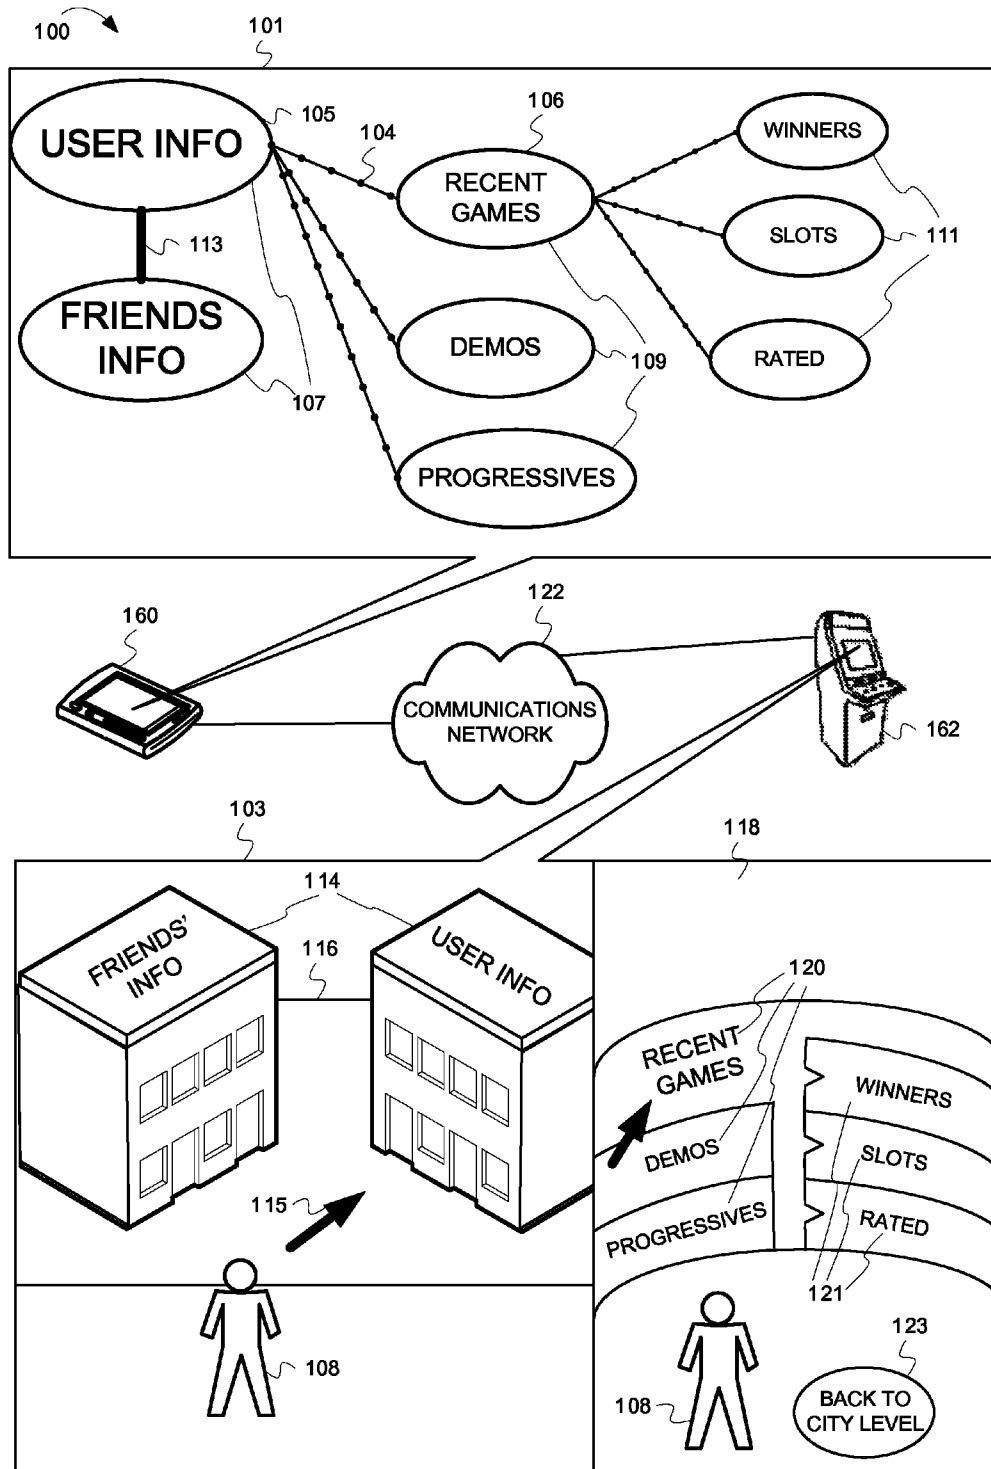 100
101
105
USER INFO
104
106
RECENT
GAMES
WINNERS
SLOTS
111
113
FRIENDS
INFO
107
DEMOS
109
RATED
PROGRESSIVES
160
122
COMMUNICATIONS
NETWORK
162
103
118
114
FRIENDS'
INFO
116
USER INFO
115
108
120
RECENT
GAMES
DEMOS
PROGRESSIVES
WINNERS
SLOTS
RATED
121
108
123
BACK TO
CITY LEVEL